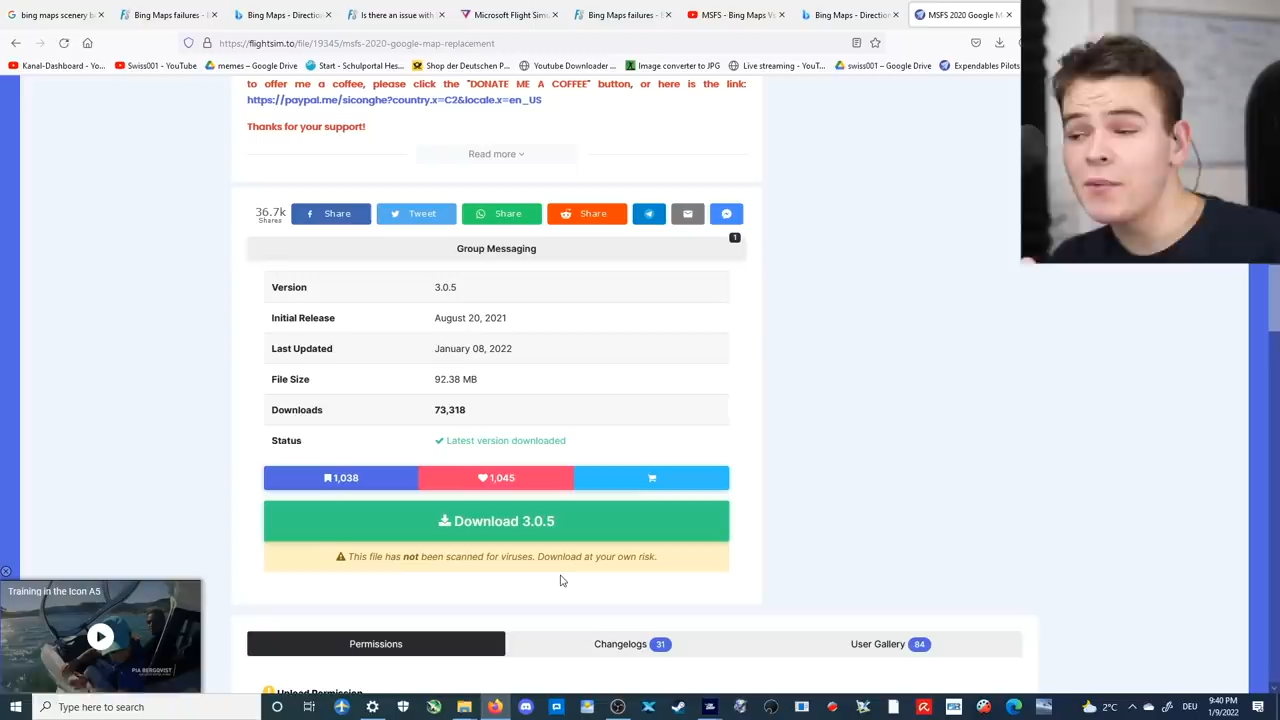 Bing maps scenery is
Bing Maps failures -
Is there an issue with
Microsoft Flight Simu
Bing Maps failures - B
MSFS - Bing Maps W
Bing Maps - Direction
MSFS 2020 Google M
https://flightsim.to/file/19345/msfs-2020-google-map-replacement
Kanal-Dashboard - Yo...
Swiss001 - YouTube
memes – Google Drive
Start - Schulportal Hes...
Shop der Deutschen P...
Youtube Downloader ...
Image converter to JPG
Live streaming - YouT...
swiss001 – Google Drive
Expendables Pilots
to offer me a coffee, please click the "DONATE ME A COFFEE" button, or here is the link:
https://paypal.me/siconghe?country.x=C2&locale.x=en_US
Thanks for your support!
Read more
36.7k
Shares
Share
Tweet
Share
Share
1
Group Messaging
Version 3.0.5
Initial Release August 20, 2021
Last Updated January 08, 2022
File Size 92.38 MB
Downloads 73,318
Status Latest version downloaded
1,038
1,045
Download 3.0.5
This file has not been scanned for viruses. Download at your own risk.
Training in the Icon A5
PIA BERGQVIST
Permissions
Changelogs 31
User Gallery 84
Upload Permission
Type here to search
2°C
DEU
9:40 PM
1/9/2022